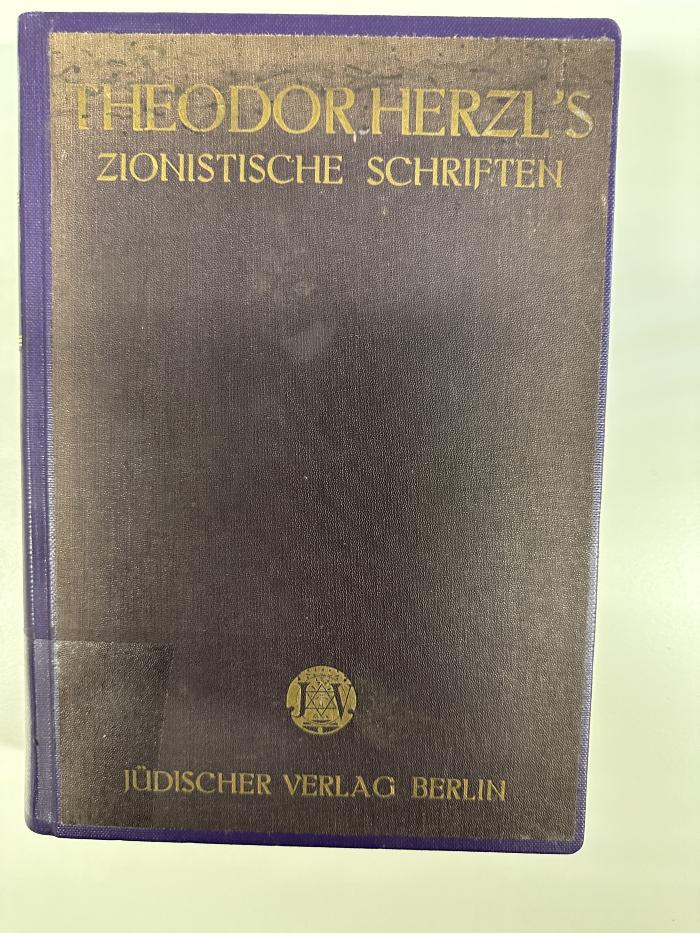 THEODOR HERZL'S
ZIONISTISCHE SCHRIFTEN
J V
JÜDISCHER VERLAG BERLIN